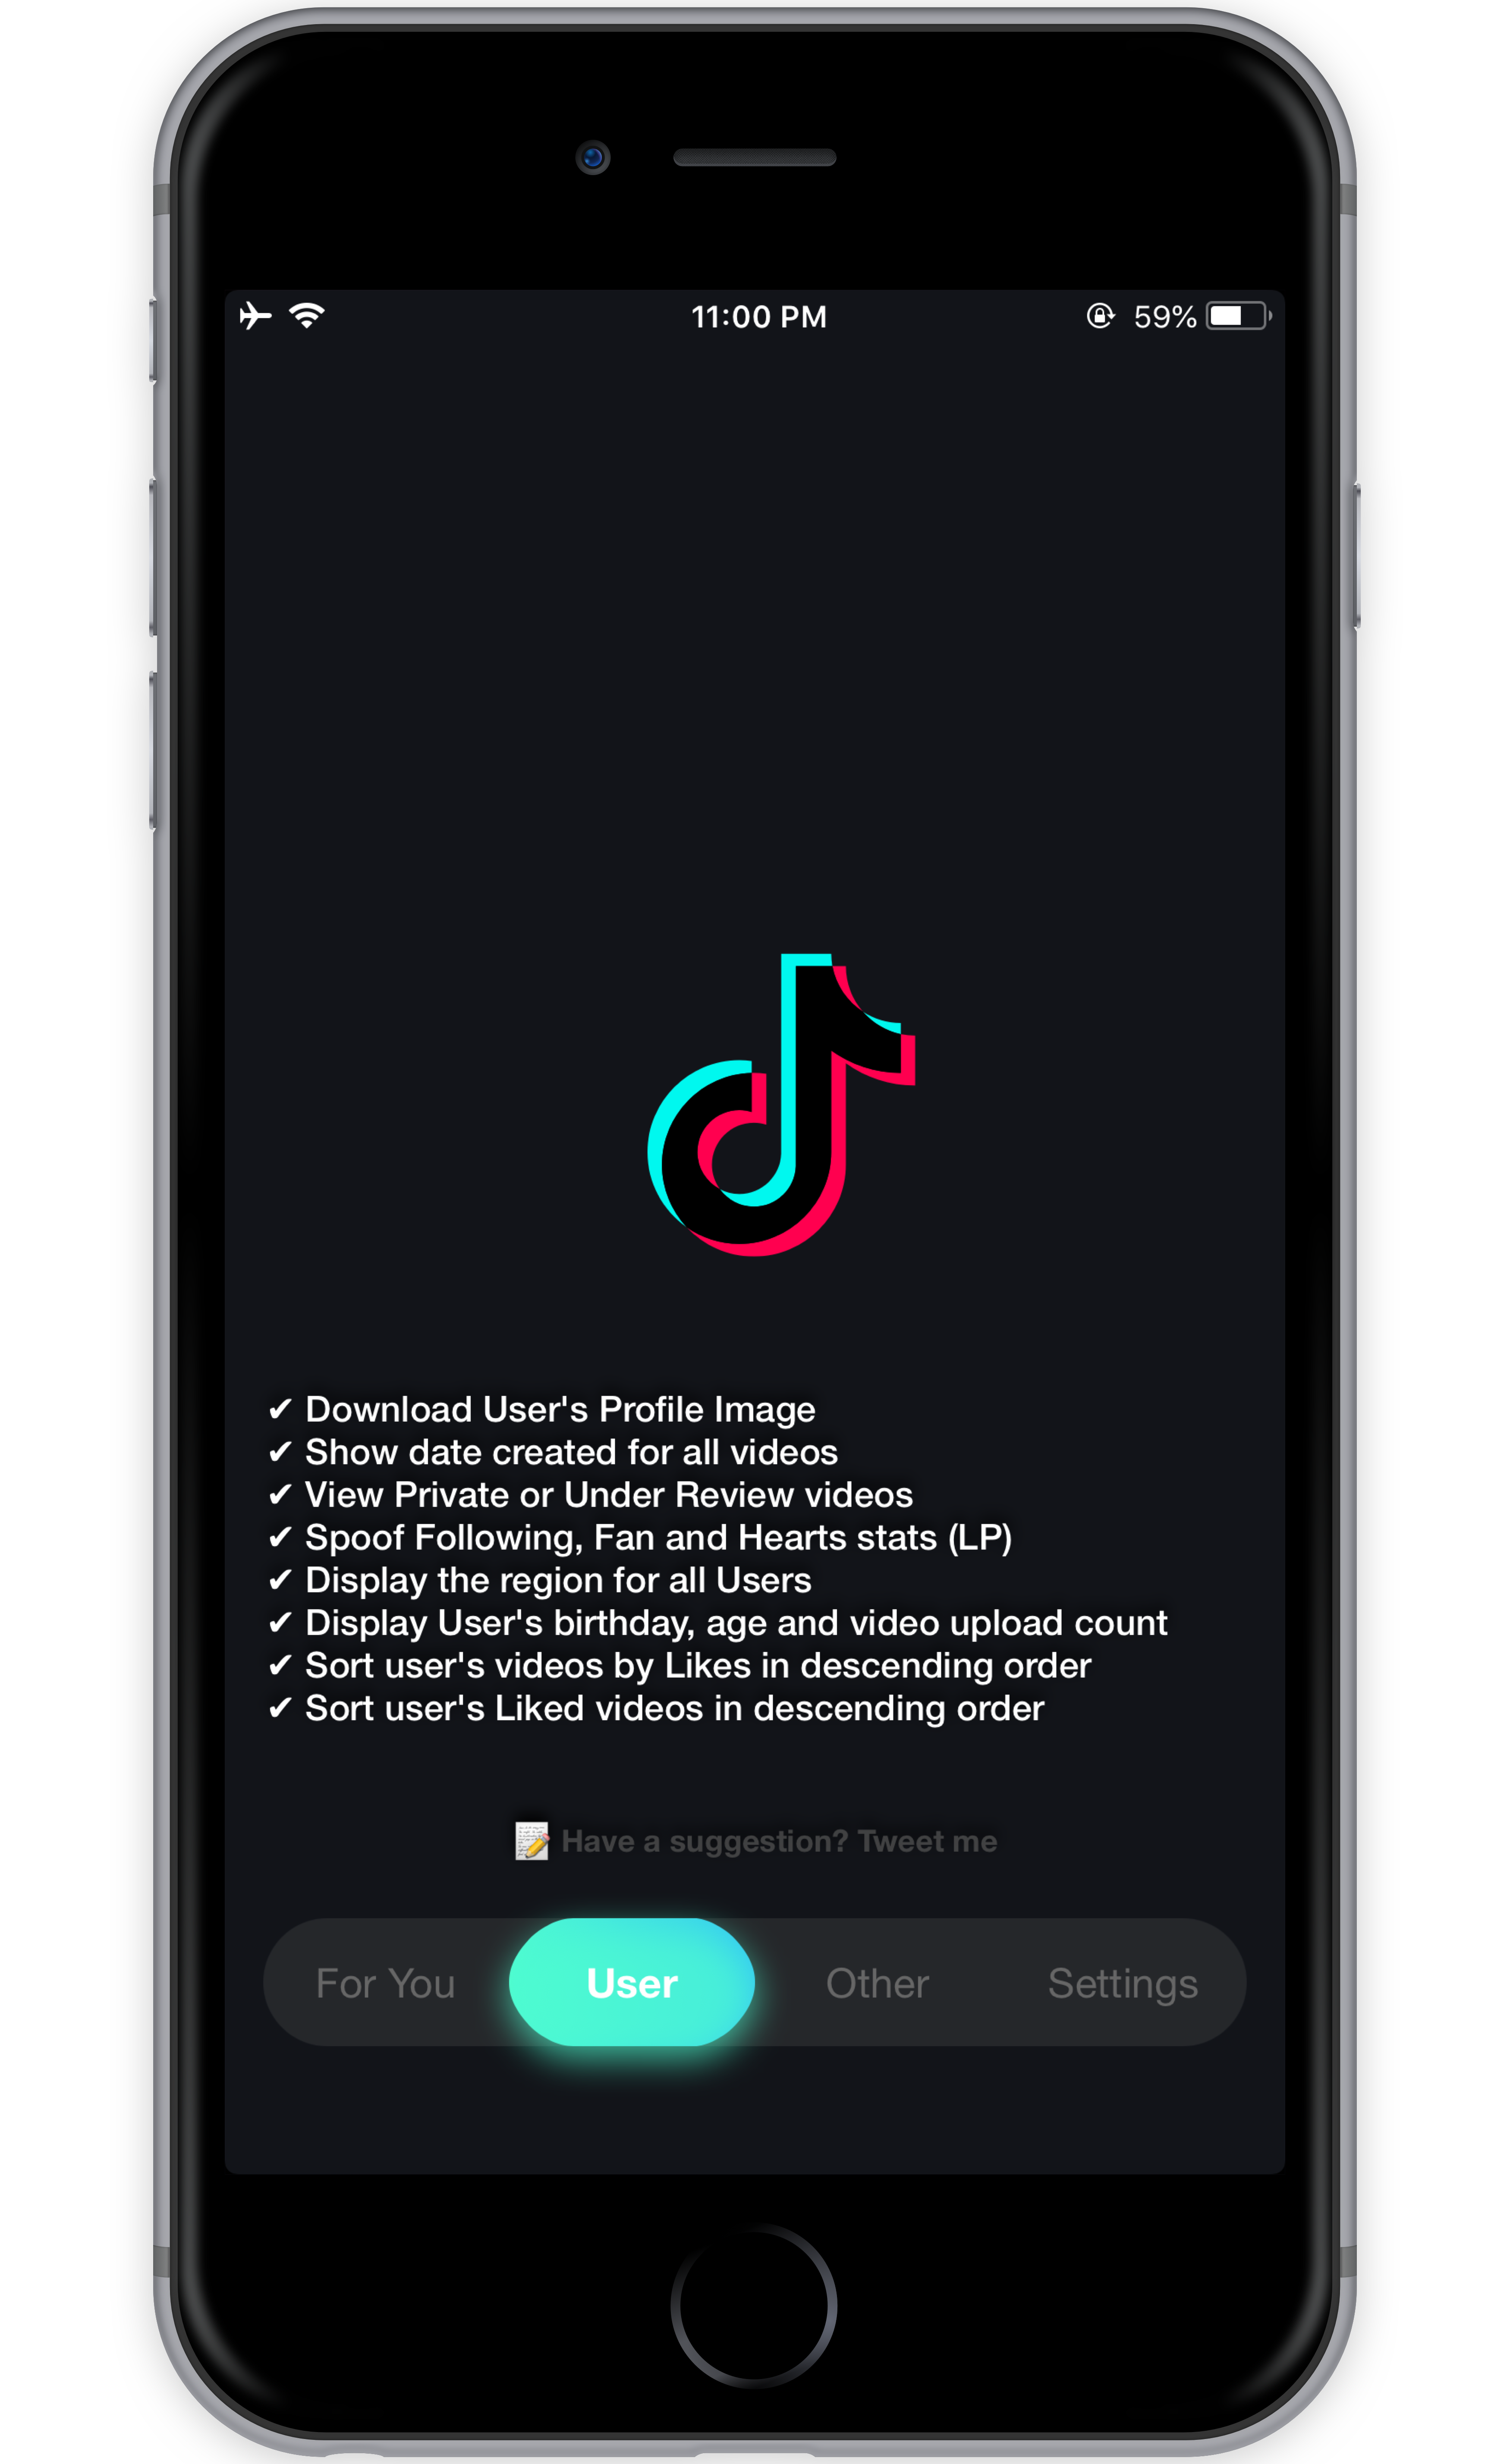 11:00 PM
59%
✔ Download User's Profile Image
✔ Show date created for all videos
✔ View Private or Under Review videos
✔ Spoof Following, Fan and Hearts stats (LP)
✔ Display the region for all Users
✔ Display User's birthday, age and video upload count
✔ Sort user's videos by Likes in descending order
✔ Sort user's Liked videos in descending order
📝 Have a suggestion? Tweet me
For You User Other Settings